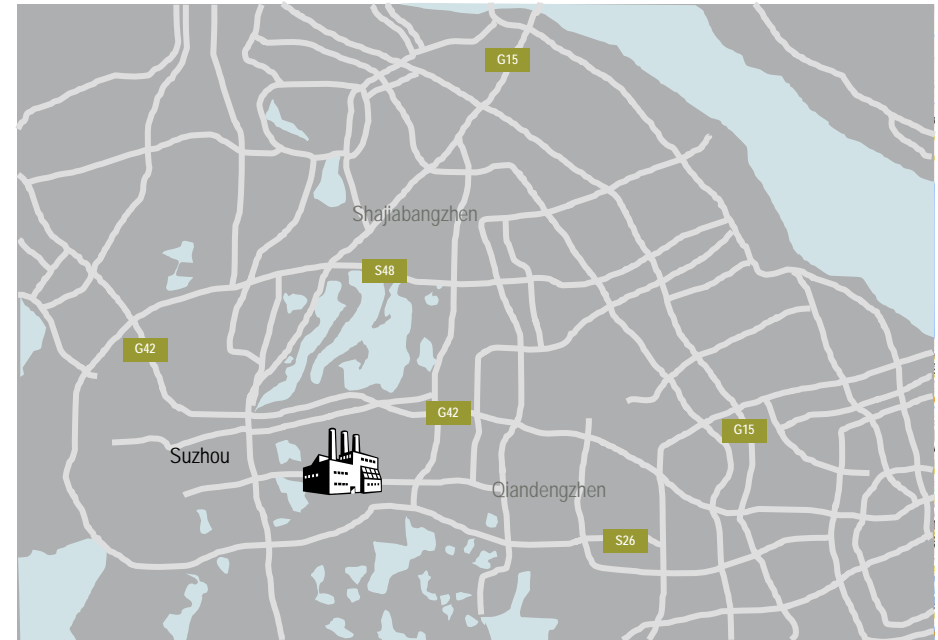 G15
Shajiabangzhen
S48
G42
G42
G15
Suzhou
Qiandengzhen
S26